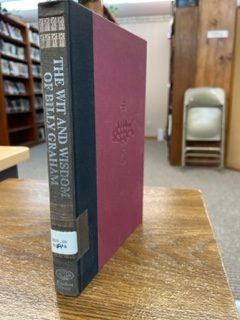 THE WIT AND WISDOM
OF BILLY GRAHAM